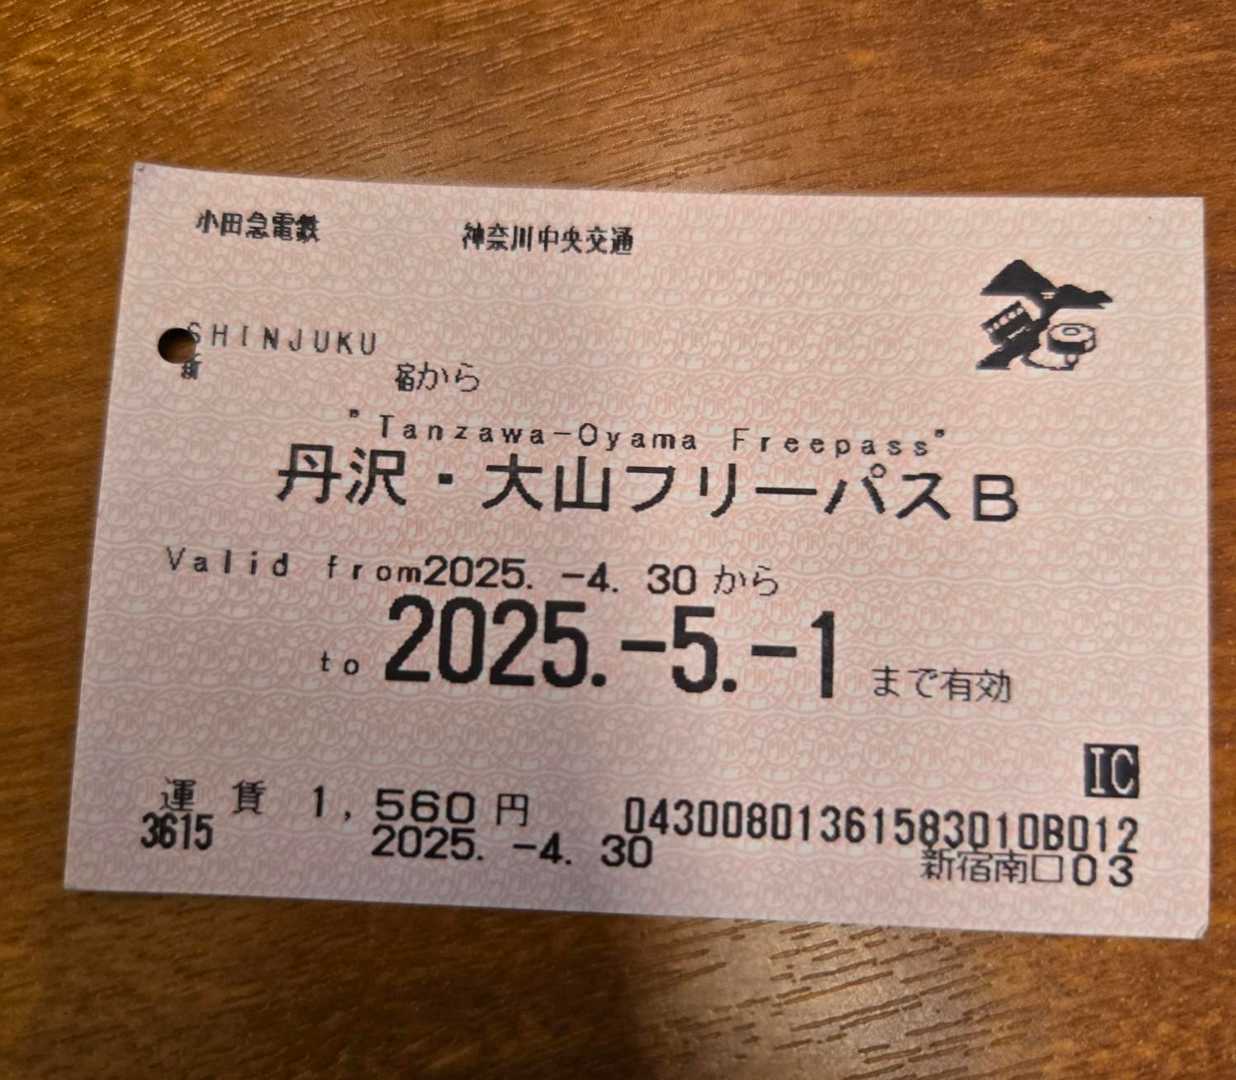 小田急電鉄 神奈川中央交通
SHINJUKU
新 宿から
"Tanzawa-Oyama Freepass"
丹沢・大山フリーパスB
Valid from2025.-4.30から
to 2025.-5.-1まで有効
IC
運賃 1,560円 04300801361583010B012
3615 2025.-4.30 新宿南口03